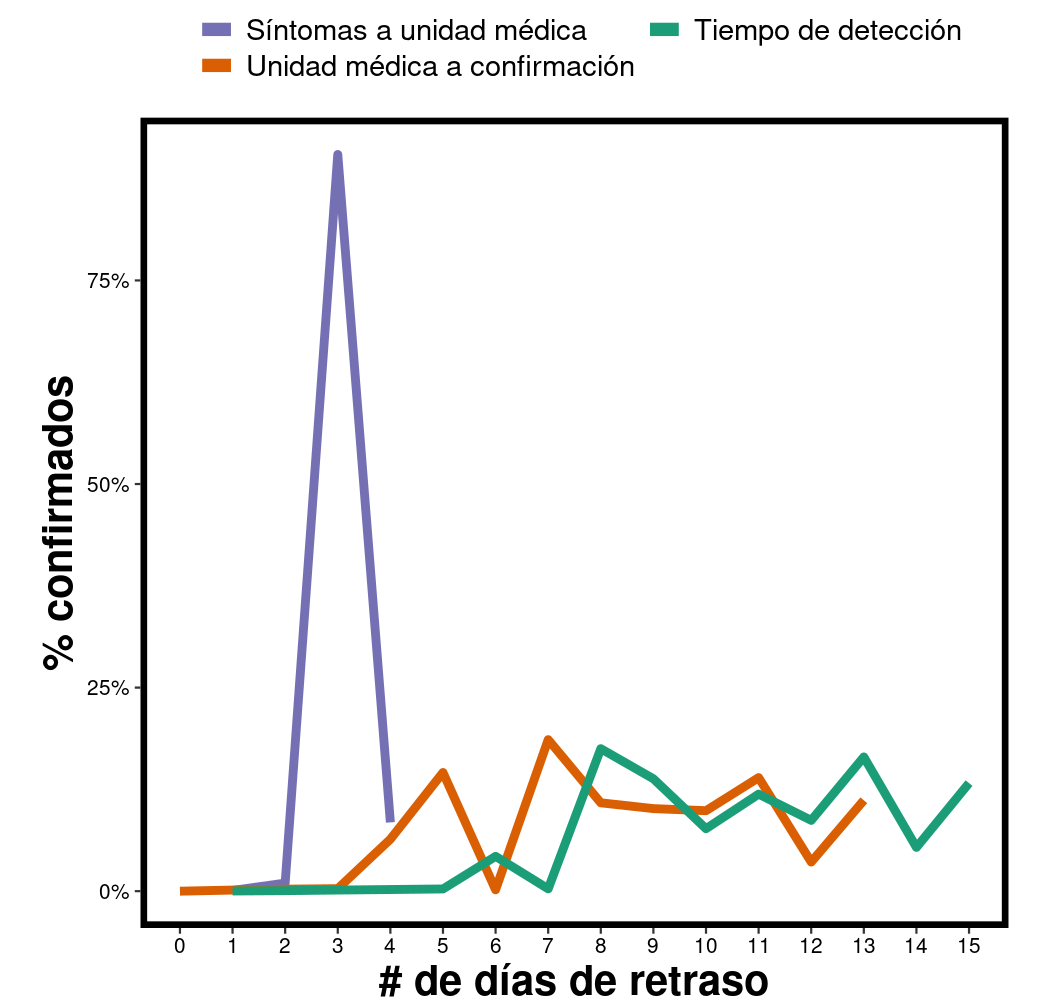 Síntomas a unidad médica
Tiempo de detección
Unidad médica a confirmación
% confirmados
75%
50%
25%
0%
0 1 2 3 4 5 6 7 8 9 10 11 12 13 14 15
# de días de retraso